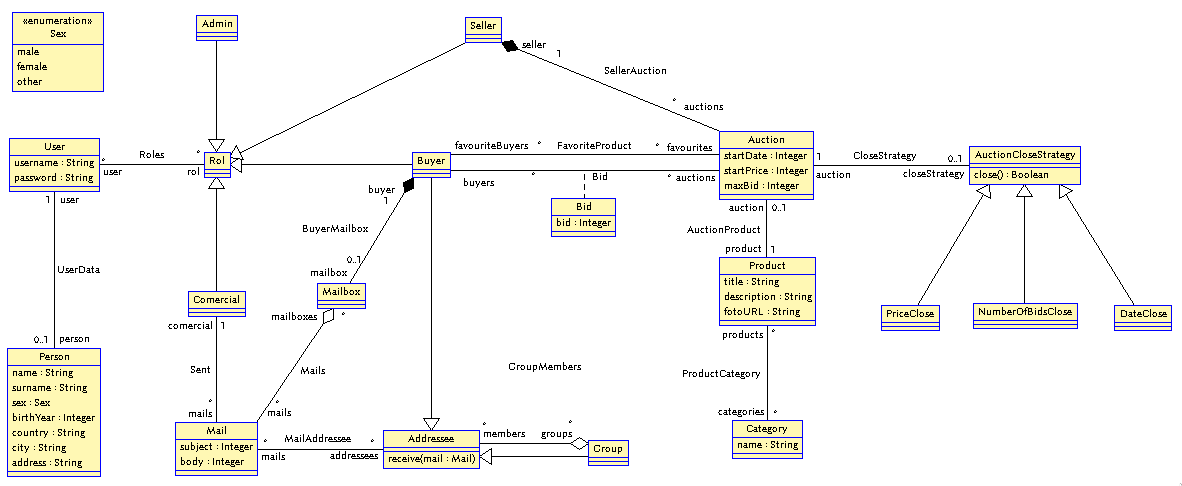 «enumeration»
Sex
male
female
other
Admin
Seller
seller
1
SellerAuction
*
auctions
User
username : String
password : String
*
user
Roles
*
rol
Rol
Buyer
favouriteBuyers
*
FavoriteProduct
*
favourites
buyers
*
Bid
*
auctions
Bid
bid : Integer
Auction
startDate : Integer
startPrice : Integer
maxBid : Integer
1
auction
CloseStrategy
0..1
closeStrategy
AuctionCloseStrategy
close() : Boolean
1
user
UserData
0..1
person
buyer
1
BuyerMailbox
0..1
mailbox
Mailbox
mailboxes
*
auction
0..1
AuctionProduct
product
1
Product
title : String
description : String
fotoURL : String
PriceClose
NumberOfBidsClose
DateClose
Comercial
comercial
1
Sent
*
mails
Mails
*
mails
GroupMembers
products
*
ProductCategory
categories
*
Category
name : String
Person
name : String
surname : String
sex : Sex
birthYear : Integer
country : String
city : String
address : String
Mail
subject : Integer
body : Integer
*
mails
MailAddressee
*
addressees
Addressee
receive(mail : Mail)
*
members
*
groups
Group